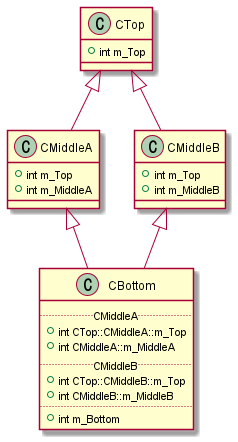 C CTop
int m_Top
C CMiddleA
int m_Top
int m_MiddleA
C CMiddleB
int m_Top
int m_MiddleB
C CBottom
CMiddleA
int CTop::CMiddleA::m_Top
int CMiddleA::m_MiddleA
CMiddleB
int CTop::CMiddleB::m_Top
int CMiddleB::m_MiddleB
int m_Bottom